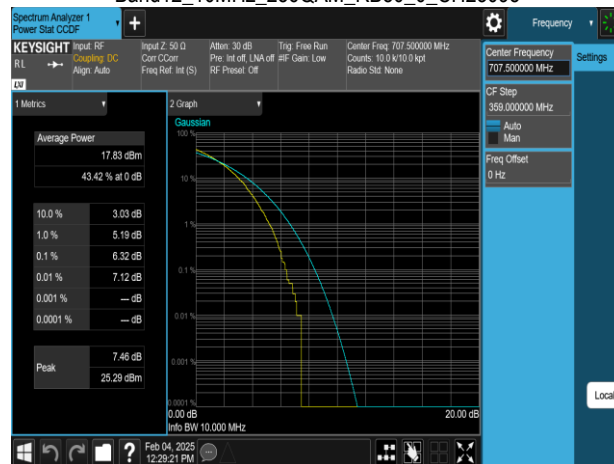 Spectrum Analyzer 1
Power Stat CCDF
Frequency
KEYSIGHT
RL
LXI
Input: RF
Coupling: DC
Align: Auto
Input Z: 50 Ω
Corr CCorr
Freq Ref: Int (S)
Atten: 30 dB
Pre: Int off, LNA off
RF Presel: Off
Trig: Free Run
#IF Gain: Low
Center Freq: 707.500000 MHz
Counts: 10.0 k/10.0 kpt
Radio Std: None
Center Frequency
707.500000 MHz
Settings
CF Step
359.000000 MHz
Auto
Man
Freq Offset
0 Hz
Local
1 Metrics
Average Power
17.83 dBm
43.42 % at 0 dB
10.0 % 3.03 dB
1.0 % 5.19 dB
0.1 % 6.32 dB
0.01 % 7.12 dB
0.001 % --- dB
0.0001 % --- dB
Peak
7.46 dB
25.29 dBm
2 Graph
Gaussian
100 %
10 %
1 %
0.1 %
0.01 %
0.001 %
0.0001 %
0.00 dB
20.00 dB
Info BW 10.000 MHz
?
Feb 04, 2025
12:29:21 PM